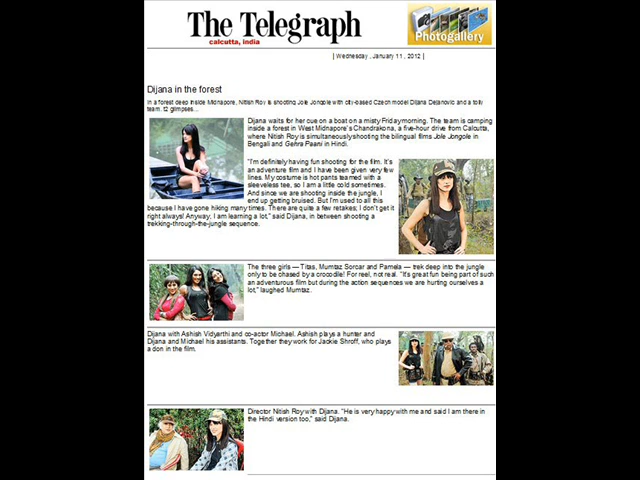 The Telegraph
calcutta, india
Photogallery
| Wednesday , January 11 , 2012 |
Dijana in the forest
In a forest deep inside Midnapore, Nitish Roy is shooting Jole Jongole with city-based Czech model Dijana Dejanovic and a tolly
team. t2 glimpses...
Dijana waits for her cue on a boat on a misty Friday morning. The team is camping
inside a forest in West Midnapore's Chandrakona, a five-hour drive from Calcutta,
where Nitish Roy is simultaneously shooting the bilingual films Jole Jongole in
Bengali and Gehra Paani in Hindi.
"I'm definitely having fun shooting for the film. It's
an adventure film and I have been given very few
lines. My costume is hot pants teamed with a
sleeveless tee, so I am a little cold sometimes.
And since we are shooting inside the jungle, I
end up getting bruised. But I'm used to all this
because I have gone hiking many times. There are quite a few retakes; I don't get it
right always! Anyway, I am learning a lot," said Dijana, in between shooting a
trekking-through-the-jungle sequence.
The three girls — Titas, Mumtaz Sorcar and Pamela — trek deep into the jungle
only to be chased by a crocodile! For reel, not real. "It's great fun being part of such
an adventurous film but during the action sequences we are hurting ourselves a
lot," laughed Mumtaz.
Dijana with Ashish Vidyarthi and co-actor Michael. Ashish plays a hunter and
Dijana and Michael his assistants. Together they work for Jackie Shroff, who plays
a don in the film.
Director Nitish Roy with Dijana. "He is very happy with me and said I am there in
the Hindi version too," said Dijana.